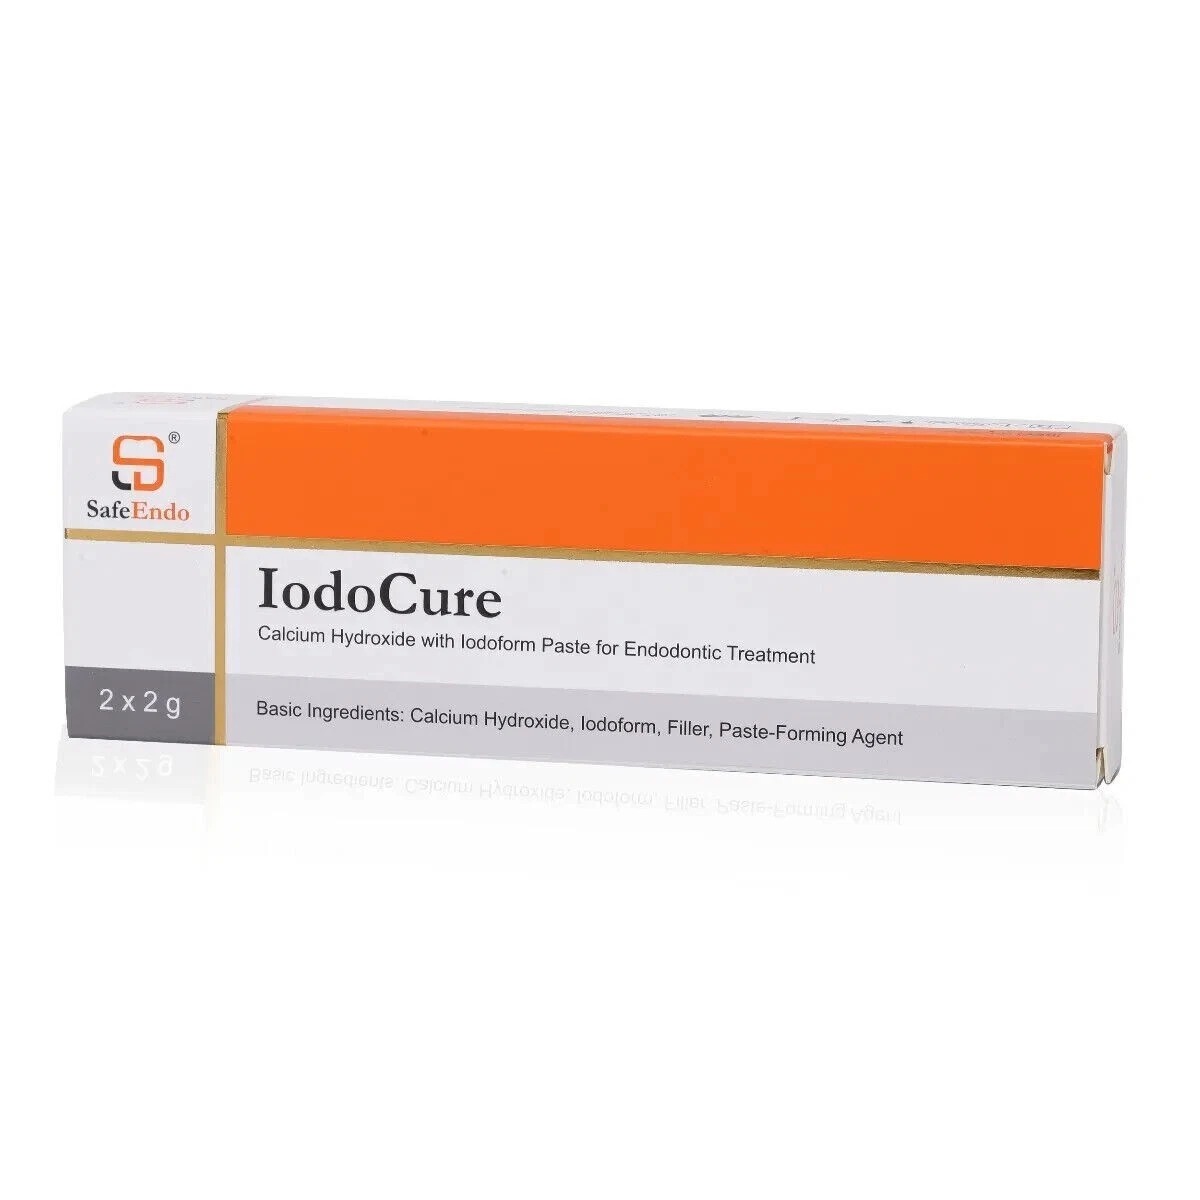 ®
SafeEndo
IodoCure
Calcium Hydroxide with Iodoform Paste for Endodontic Treatment
2 x 2 g
Basic Ingredients: Calcium Hydroxide, Iodoform, Filler, Paste-Forming Agent